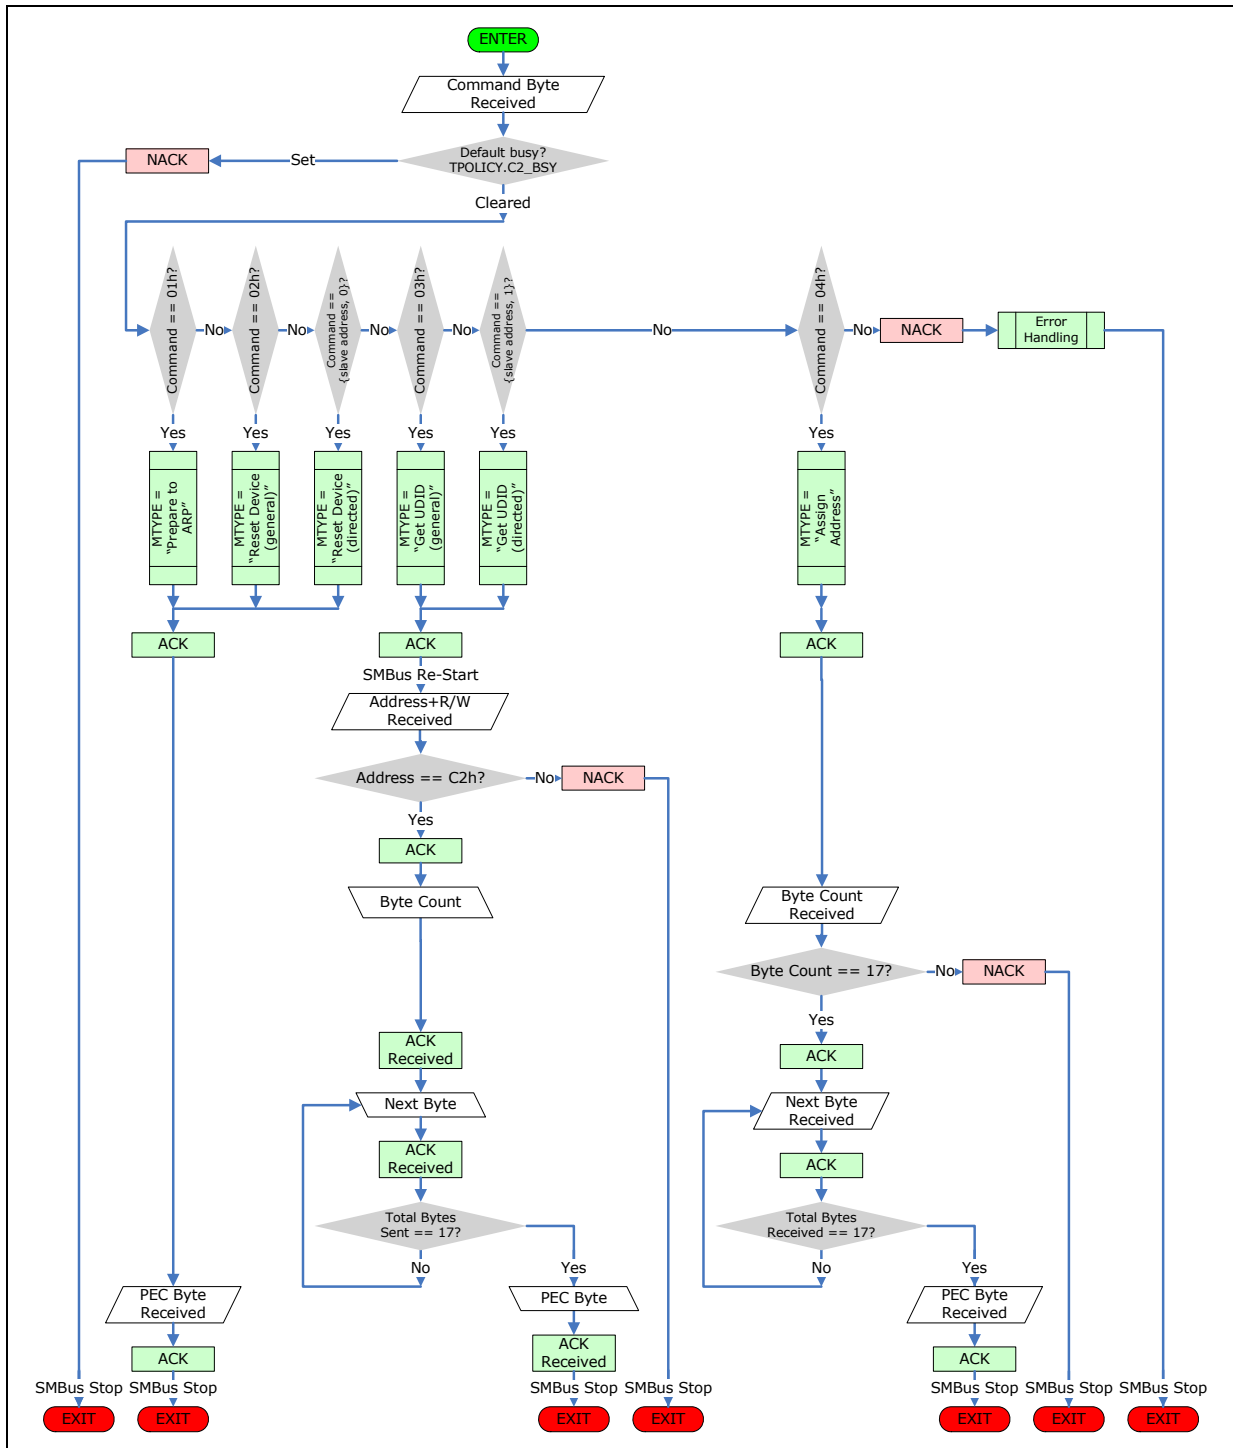 ENTER
Command Byte
Received
Default busy?
TPOLICY.C2_BSY
Set
NACK
Cleared
Command == 01h?
No
Command == 02h?
No
Command ==
{slave address, 0}?
No
Command == 03h?
No
Command ==
{slave address, 1}?
No
Command == 04h?
No
NACK
Error
Handling
Yes
Yes
Yes
Yes
Yes
Yes
MTYPE =
“Prepare to
ARP”
MTYPE =
“Reset Device
(general)”
MTYPE =
“Reset Device
(directed)”
MTYPE =
“Get UDID
(general)”
MTYPE =
“Get UDID
(directed)”
MTYPE =
“Assign
Address”
ACK
ACK
ACK
SMBus Re-Start
Address+R/W
Received
Address == C2h?
No
NACK
Yes
ACK
Byte Count
Byte Count
Received
Byte Count == 17?
No
NACK
Yes
ACK
Received
ACK
Next Byte
Next Byte
Received
ACK
Received
ACK
Total Bytes
Sent == 17?
Total Bytes
Received == 17?
No
Yes
No
Yes
PEC Byte
Received
PEC Byte
PEC Byte
Received
ACK
ACK
Received
ACK
SMBus Stop
SMBus Stop
SMBus Stop
SMBus Stop
SMBus Stop
SMBus Stop
SMBus Stop
EXIT
EXIT
EXIT
EXIT
EXIT
EXIT
EXIT